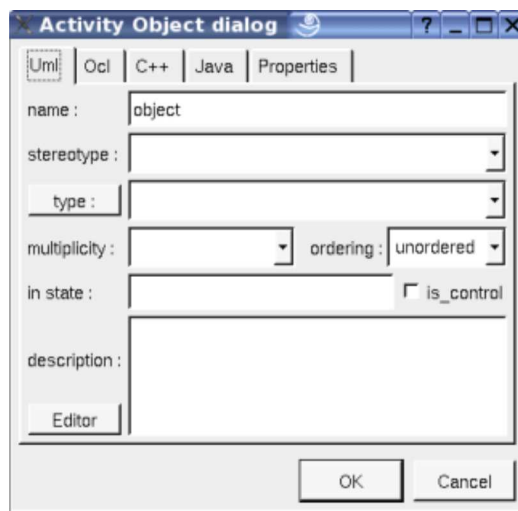 Activity Object dialog ? _
Uml Ocl C++ Java Properties
name : object
stereotype :
type :
multiplicity : ordering : unordered
in state : is_control
description :
Editor
OK Cancel